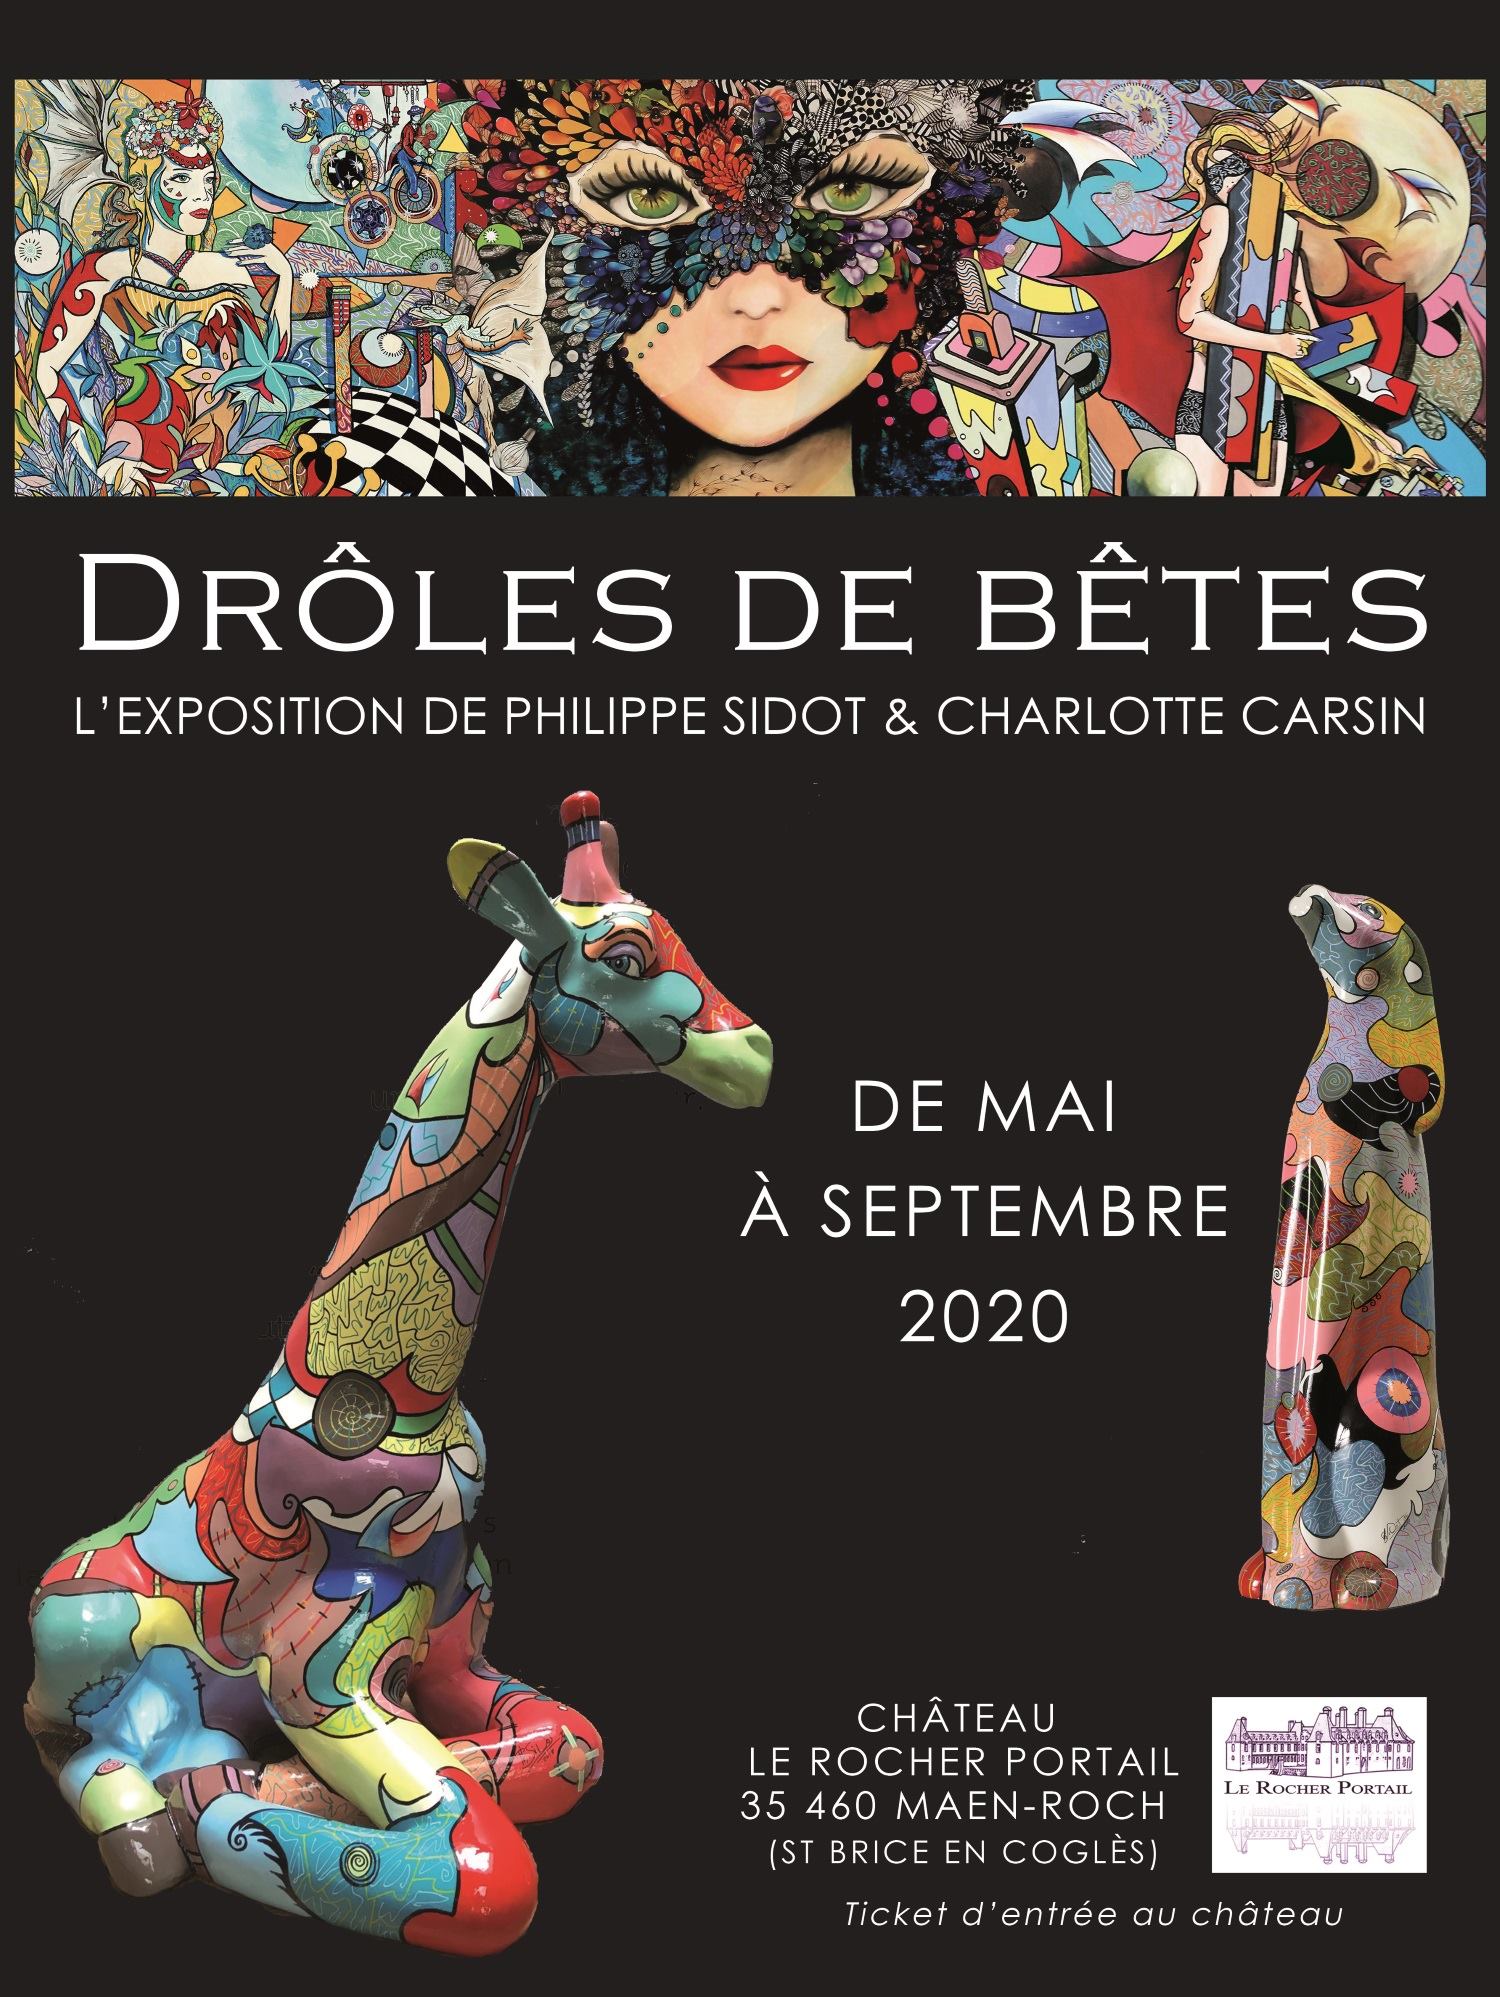 DRÔLES DE BÊTES
L'EXPOSITION DE PHILIPPE SIDOT & CHARLOTTE CARSIN
DE MAI
À SEPTEMBRE
2020
CHÂTEAU
LE ROCHER PORTAIL
35 460 MAEN-ROCH
(ST BRICE EN COGLÈS)
LE ROCHER PORTAIL
Ticket d'entrée au château